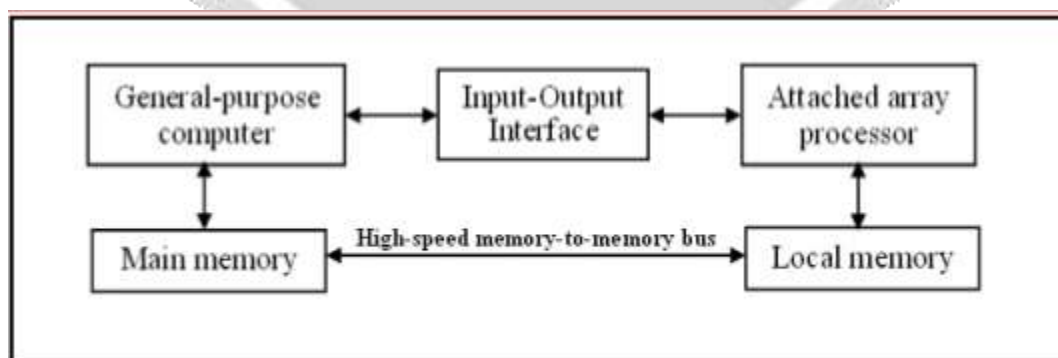 General-purpose
computer
Input-Output
Interface
Attached array
processor
High-speed memory-to-memory bus
Main memory
Local memory